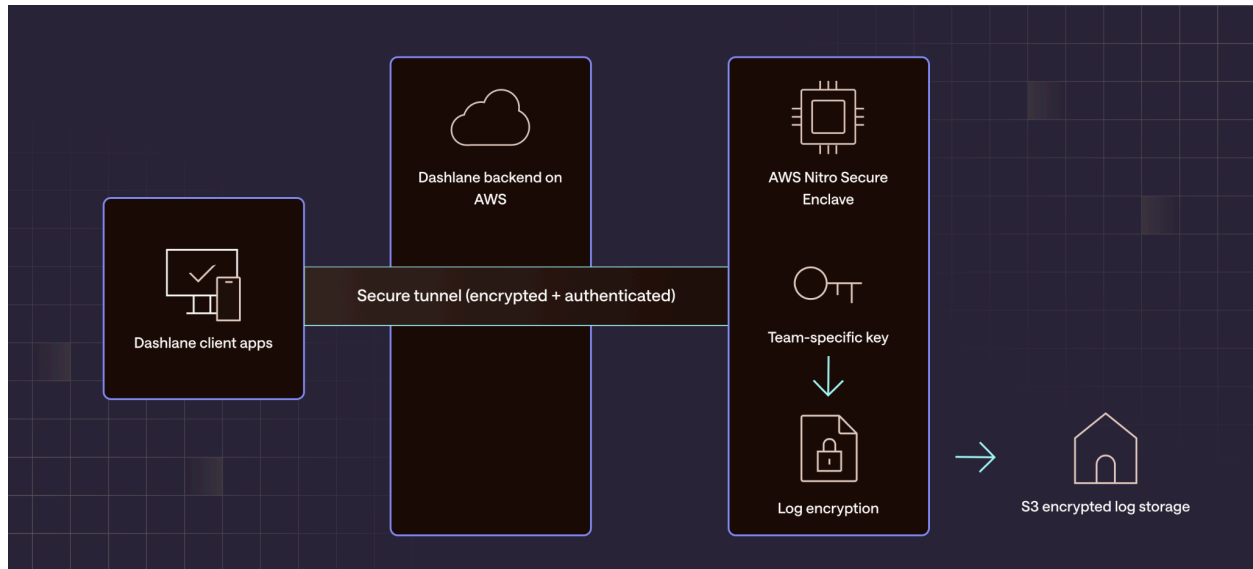 Dashlane backend on
AWS
AWS Nitro Secure
Enclave
Secure tunnel (encrypted + authenticated)
Dashlane client apps
Team-specific key
Log encryption
S3 encrypted log storage